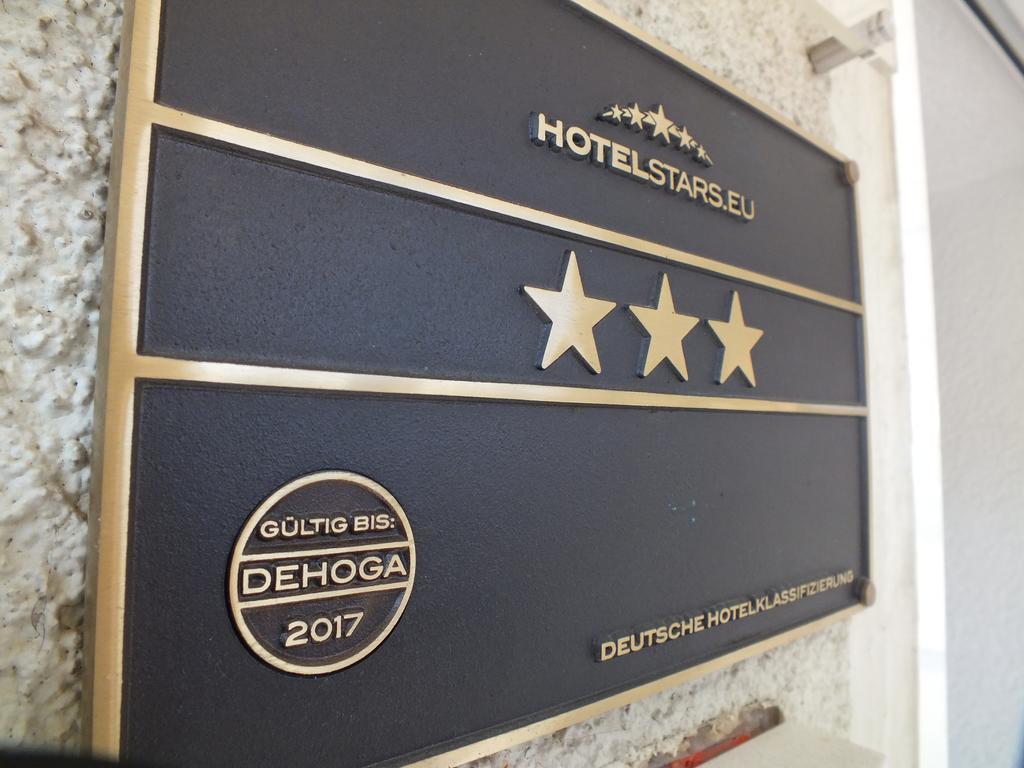 HOTELSTARS.EU
GÜLTIG BIS:
DEHOGA
2017
DEUTSCHE HOTELKLASSIFIZIERUNG